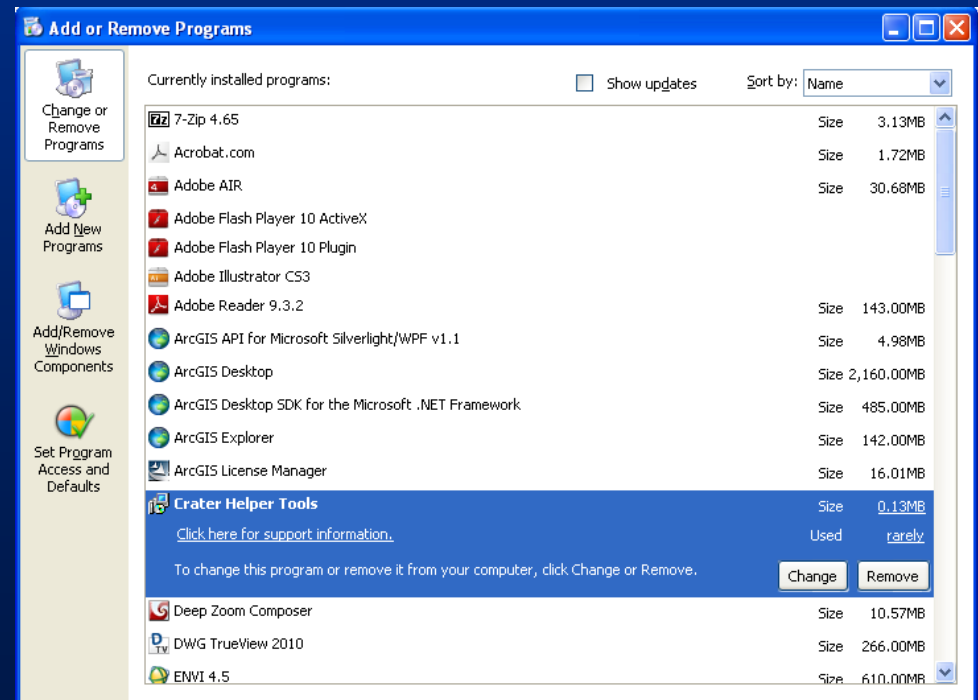 Add or Remove Programs
Change or
Remove
Programs
Add New
Programs
Add/Remove
Windows
Components
Set Program
Access and
Defaults
Currently installed programs:
Show updates
Sort by: Name
7-Zip 4.65 Size 3.13MB
Acrobat.com Size 1.72MB
Adobe AIR Size 30.68MB
Adobe Flash Player 10 ActiveX
Adobe Flash Player 10 Plugin
Adobe Illustrator CS3
Adobe Reader 9.3.2 Size 143.00MB
ArcGIS API for Microsoft Silverlight/WPF v1.1 Size 4.98MB
ArcGIS Desktop Size 2,160.00MB
ArcGIS Desktop SDK for the Microsoft .NET Framework Size 485.00MB
ArcGIS Explorer Size 142.00MB
ArcGIS License Manager Size 16.01MB
Crater Helper Tools Size 0.13MB
Click here for support information. Used rarely
To change this program or remove it from your computer, click Change or Remove. Change Remove
Deep Zoom Composer Size 10.57MB
DWG TrueView 2010 Size 266.00MB
ENVI 4.5 Size 610.00MB